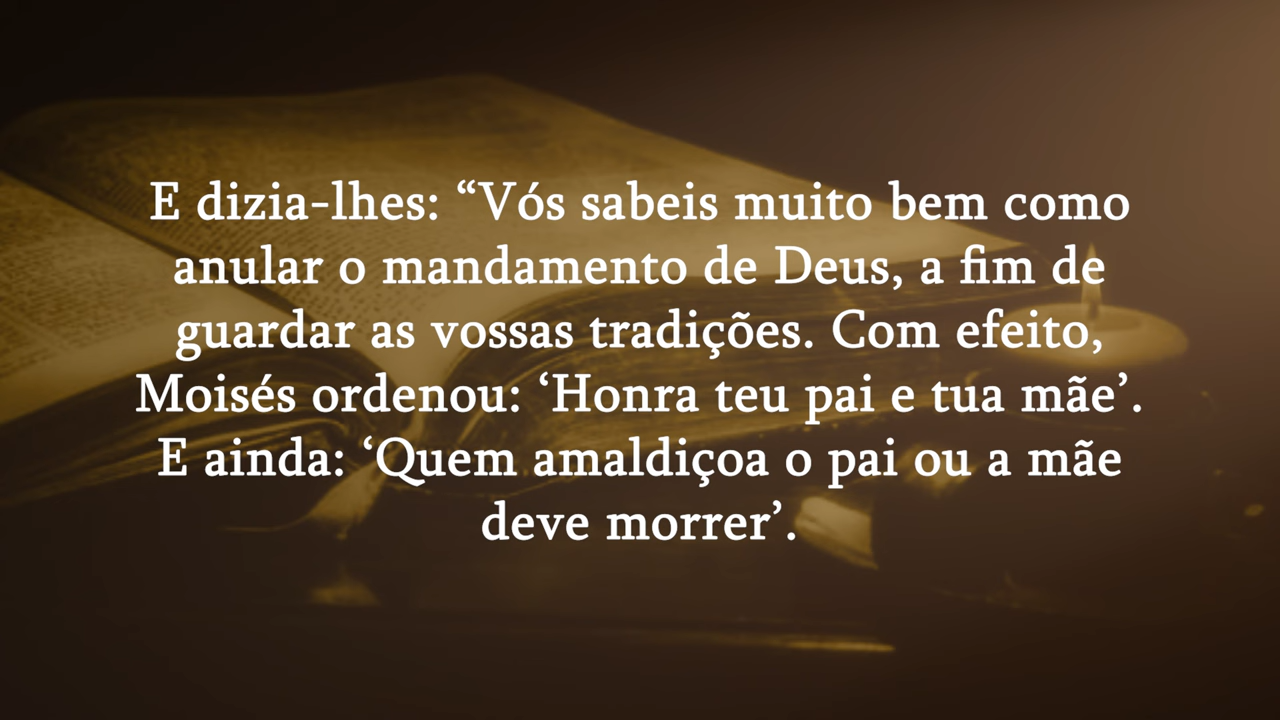 E dizia-lhes: “Vós sabeis muito bem como
anular o mandamento de Deus, a fim de
guardar as vossas tradições. Com efeito,
Moisés ordenou: ‘Honra teu pai e tua mãe’.
E ainda: ‘Quem amaldiçoa o pai ou a mãe
deve morrer’.